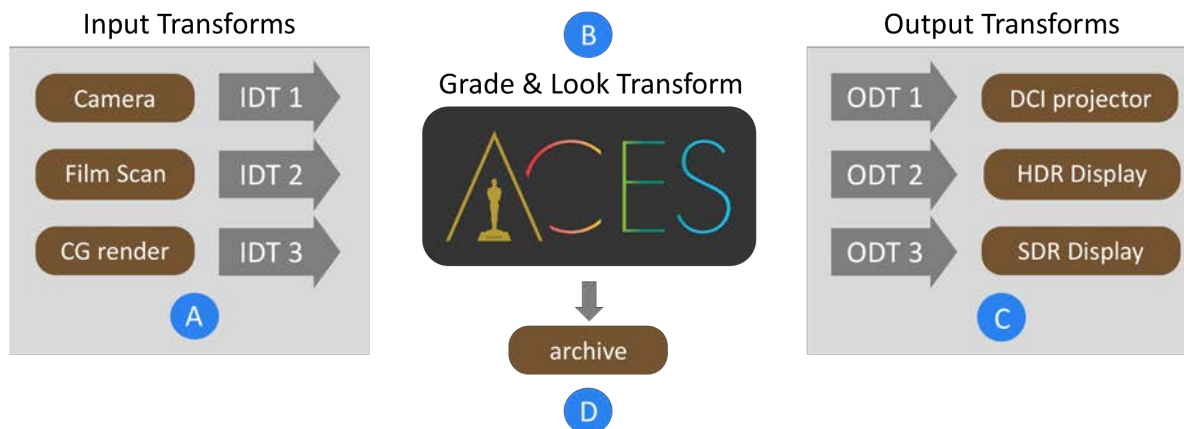 Input Transforms
Camera
IDT 1
Film Scan
IDT 2
CG render
IDT 3
A
B
Grade & Look Transform
ACES
archive
D
Output Transforms
ODT 1
DCI projector
ODT 2
HDR Display
ODT 3
SDR Display
C